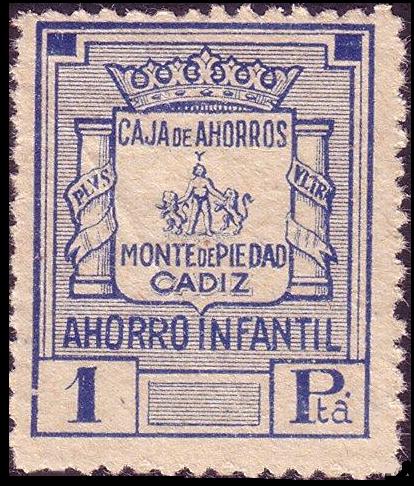 CAJA DE AHORROS
Y
PLVS
VLTR
MONTE DE PIEDAD
CADIZ
AHORRO INFANTIL
1 Pta